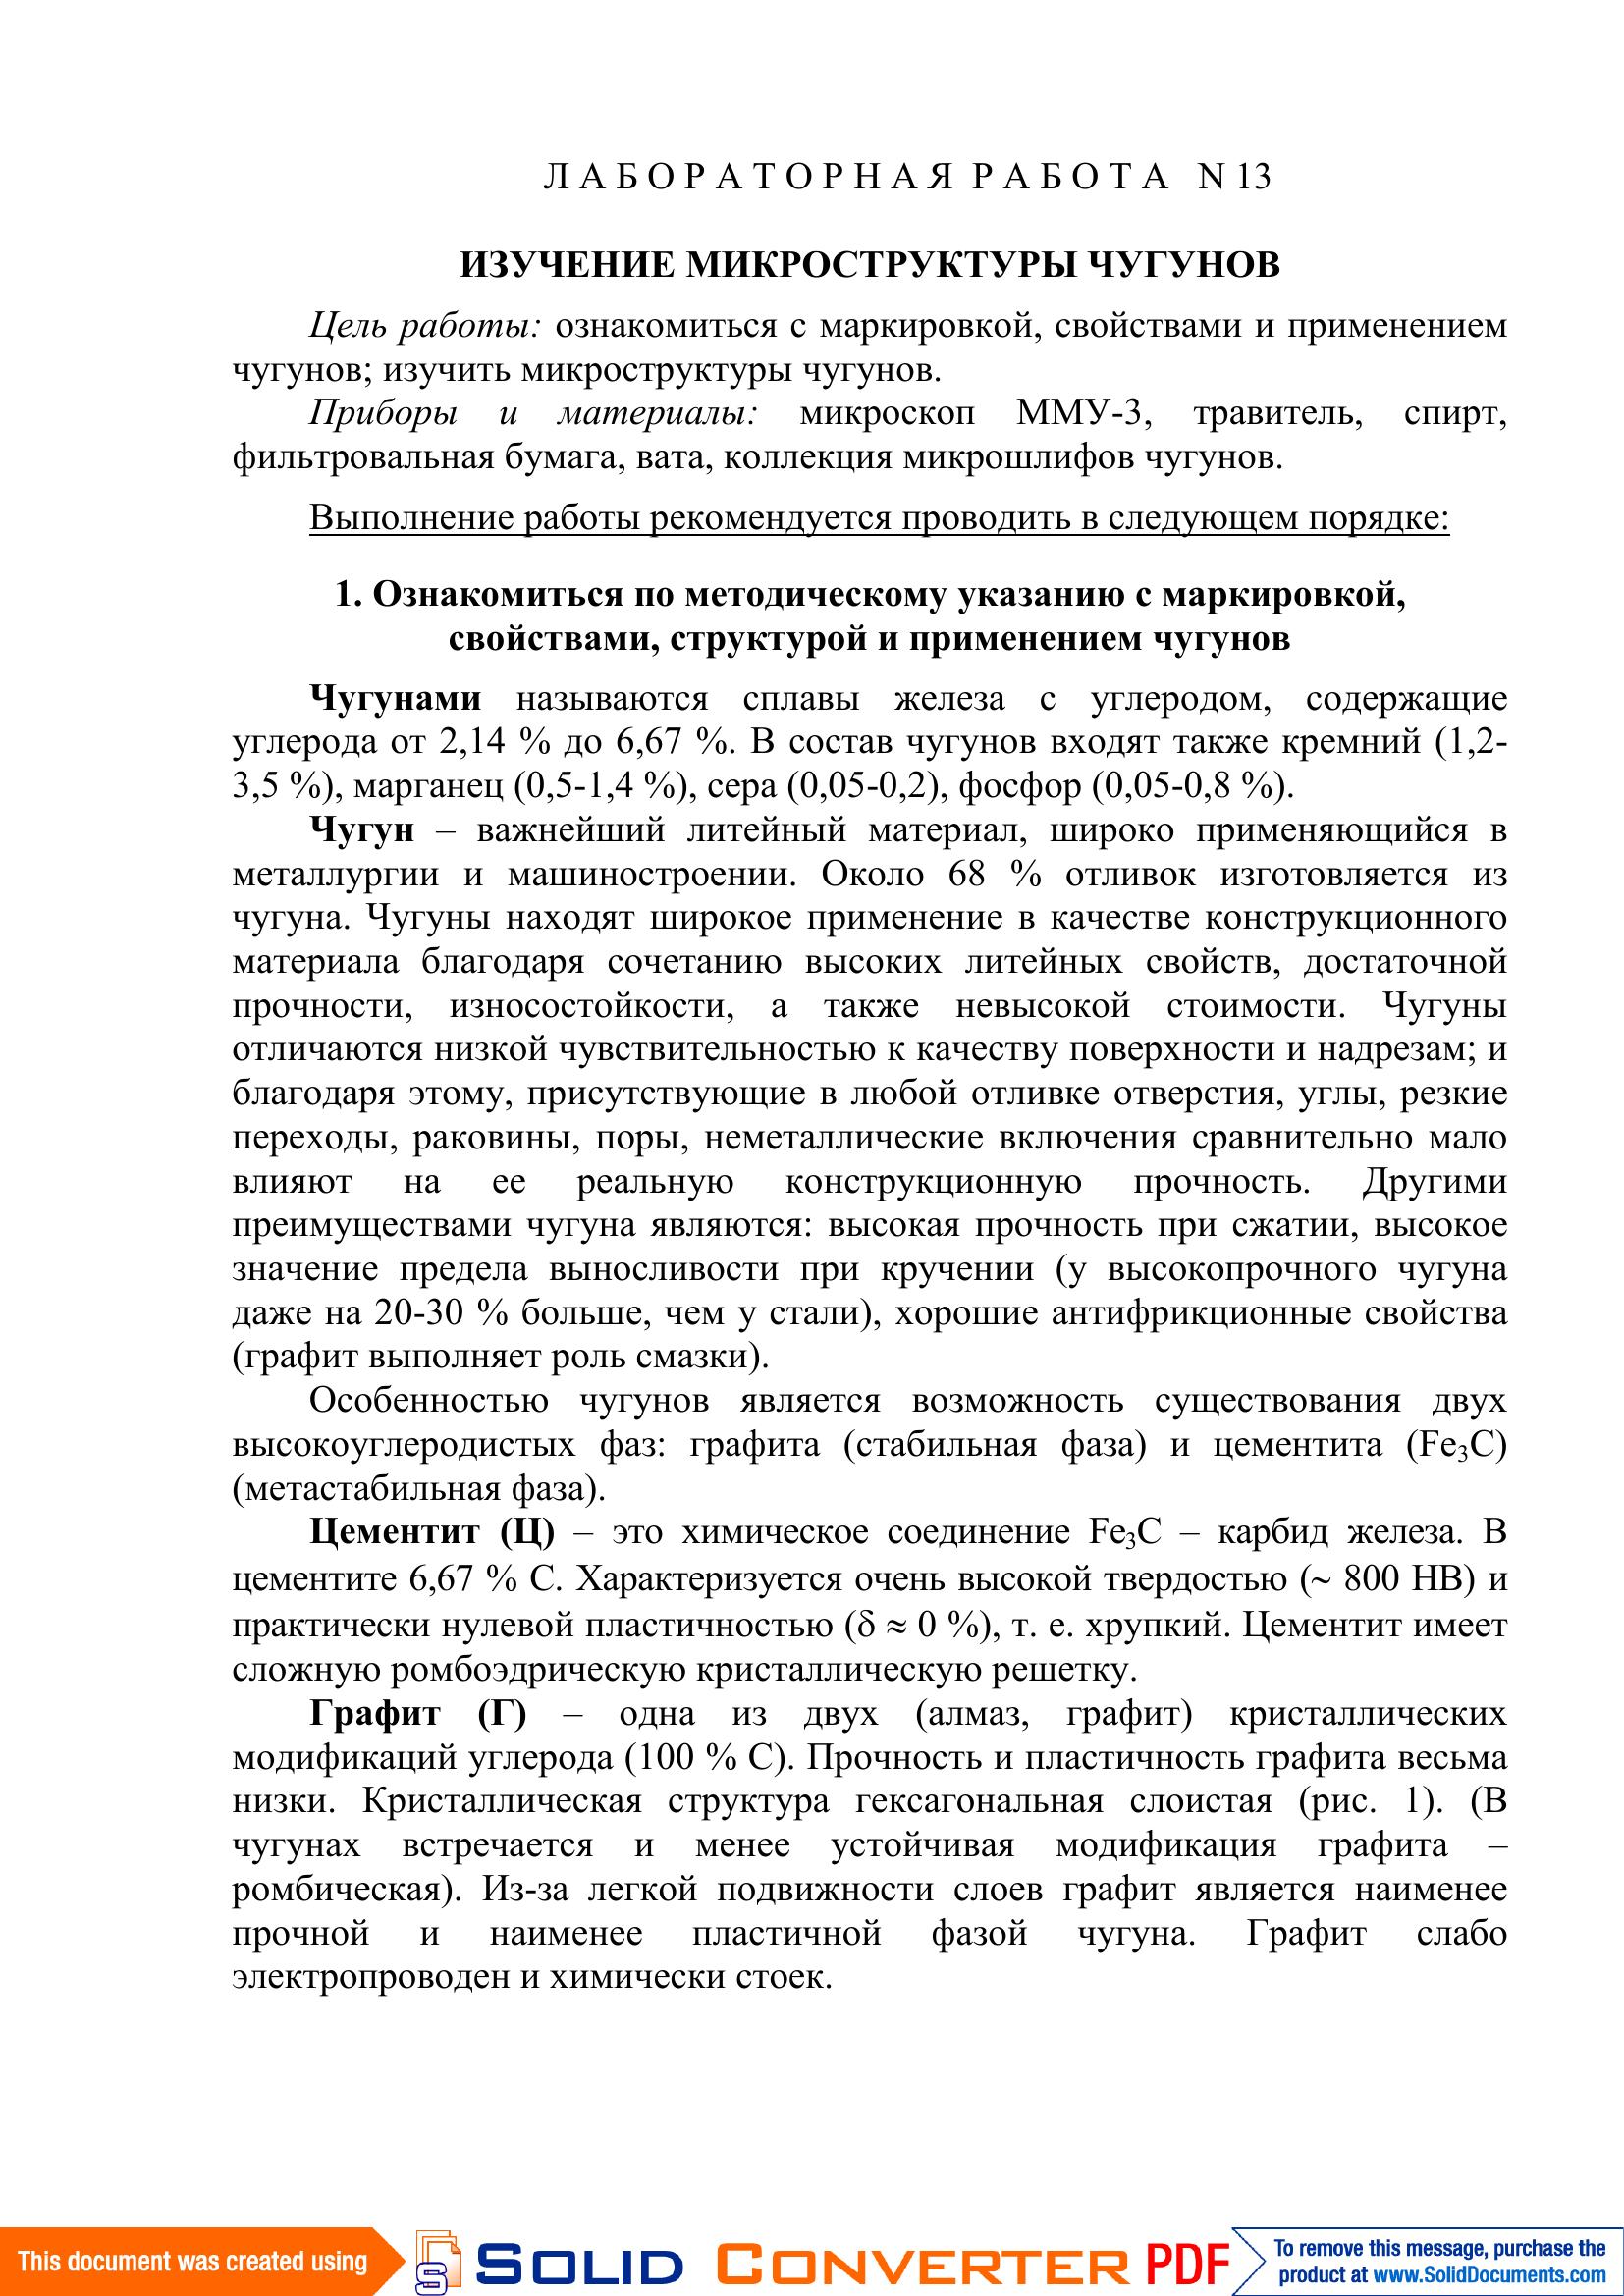 Л А Б О Р А Т О Р Н А Я Р А Б О Т А N 13
ИЗУЧЕНИЕ МИКРОСТРУКТУРЫ ЧУГУНОВ
Цель работы: ознакомиться с маркировкой, свойствами и применением
чугунов; изучить микроструктуры чугунов.
Приборы и материалы: микроскоп ММУ-3, травитель, спирт,
фильтровальная бумага, вата, коллекция микрошлифов чугунов.
Выполнение работы рекомендуется проводить в следующем порядке:
1. Ознакомиться по методическому указанию с маркировкой,
свойствами, структурой и применением чугунов
Чугунами называются сплавы железа с углеродом, содержащие
углерода от 2,14 % до 6,67 %. В состав чугунов входят также кремний (1,2-
3,5 %), марганец (0,5-1,4 %), сера (0,05-0,2), фосфор (0,05-0,8 %).
Чугун – важнейший литейный материал, широко применяющийся в
металлургии и машиностроении. Около 68 % отливок изготовляется из
чугуна. Чугуны находят широкое применение в качестве конструкционного
материала благодаря сочетанию высоких литейных свойств, достаточной
прочности, износостойкости, а также невысокой стоимости. Чугуны
отличаются низкой чувствительностью к качеству поверхности и надрезам; и
благодаря этому, присутствующие в любой отливке отверстия, углы, резкие
переходы, раковины, поры, неметаллические включения сравнительно мало
влияют на ее реальную конструкционную прочность. Другими
преимуществами чугуна являются: высокая прочность при сжатии, высокое
значение предела выносливости при кручении (у высокопрочного чугуна
даже на 20-30 % больше, чем у стали), хорошие антифрикционные свойства
(графит выполняет роль смазки).
Особенностью чугунов является возможность существования двух
высокоуглеродистых фаз: графита (стабильная фаза) и цементита (Fe3C)
(метастабильная фаза).
Цементит (Ц) – это химическое соединение Fe3C – карбид железа. В
цементите 6,67 % С. Характеризуется очень высокой твердостью (~ 800 НВ) и
практически нулевой пластичностью (δ ≈ 0 %), т. е. хрупкий. Цементит имеет
сложную ромбоэдрическую кристаллическую решетку.
Графит (Г) – одна из двух (алмаз, графит) кристаллических
модификаций углерода (100 % С). Прочность и пластичность графита весьма
низки. Кристаллическая структура гексагональная слоистая (рис. 1). (В
чугунах встречается и менее устойчивая модификация графита –
ромбическая). Из-за легкой подвижности слоев графит является наименее
прочной и наименее пластичной фазой чугуна. Графит слабо
электропроводен и химически стоек.
This document was created using
SOLID CONVERTER PDF
To remove this message, purchase the
product at www.SolidDocuments.com